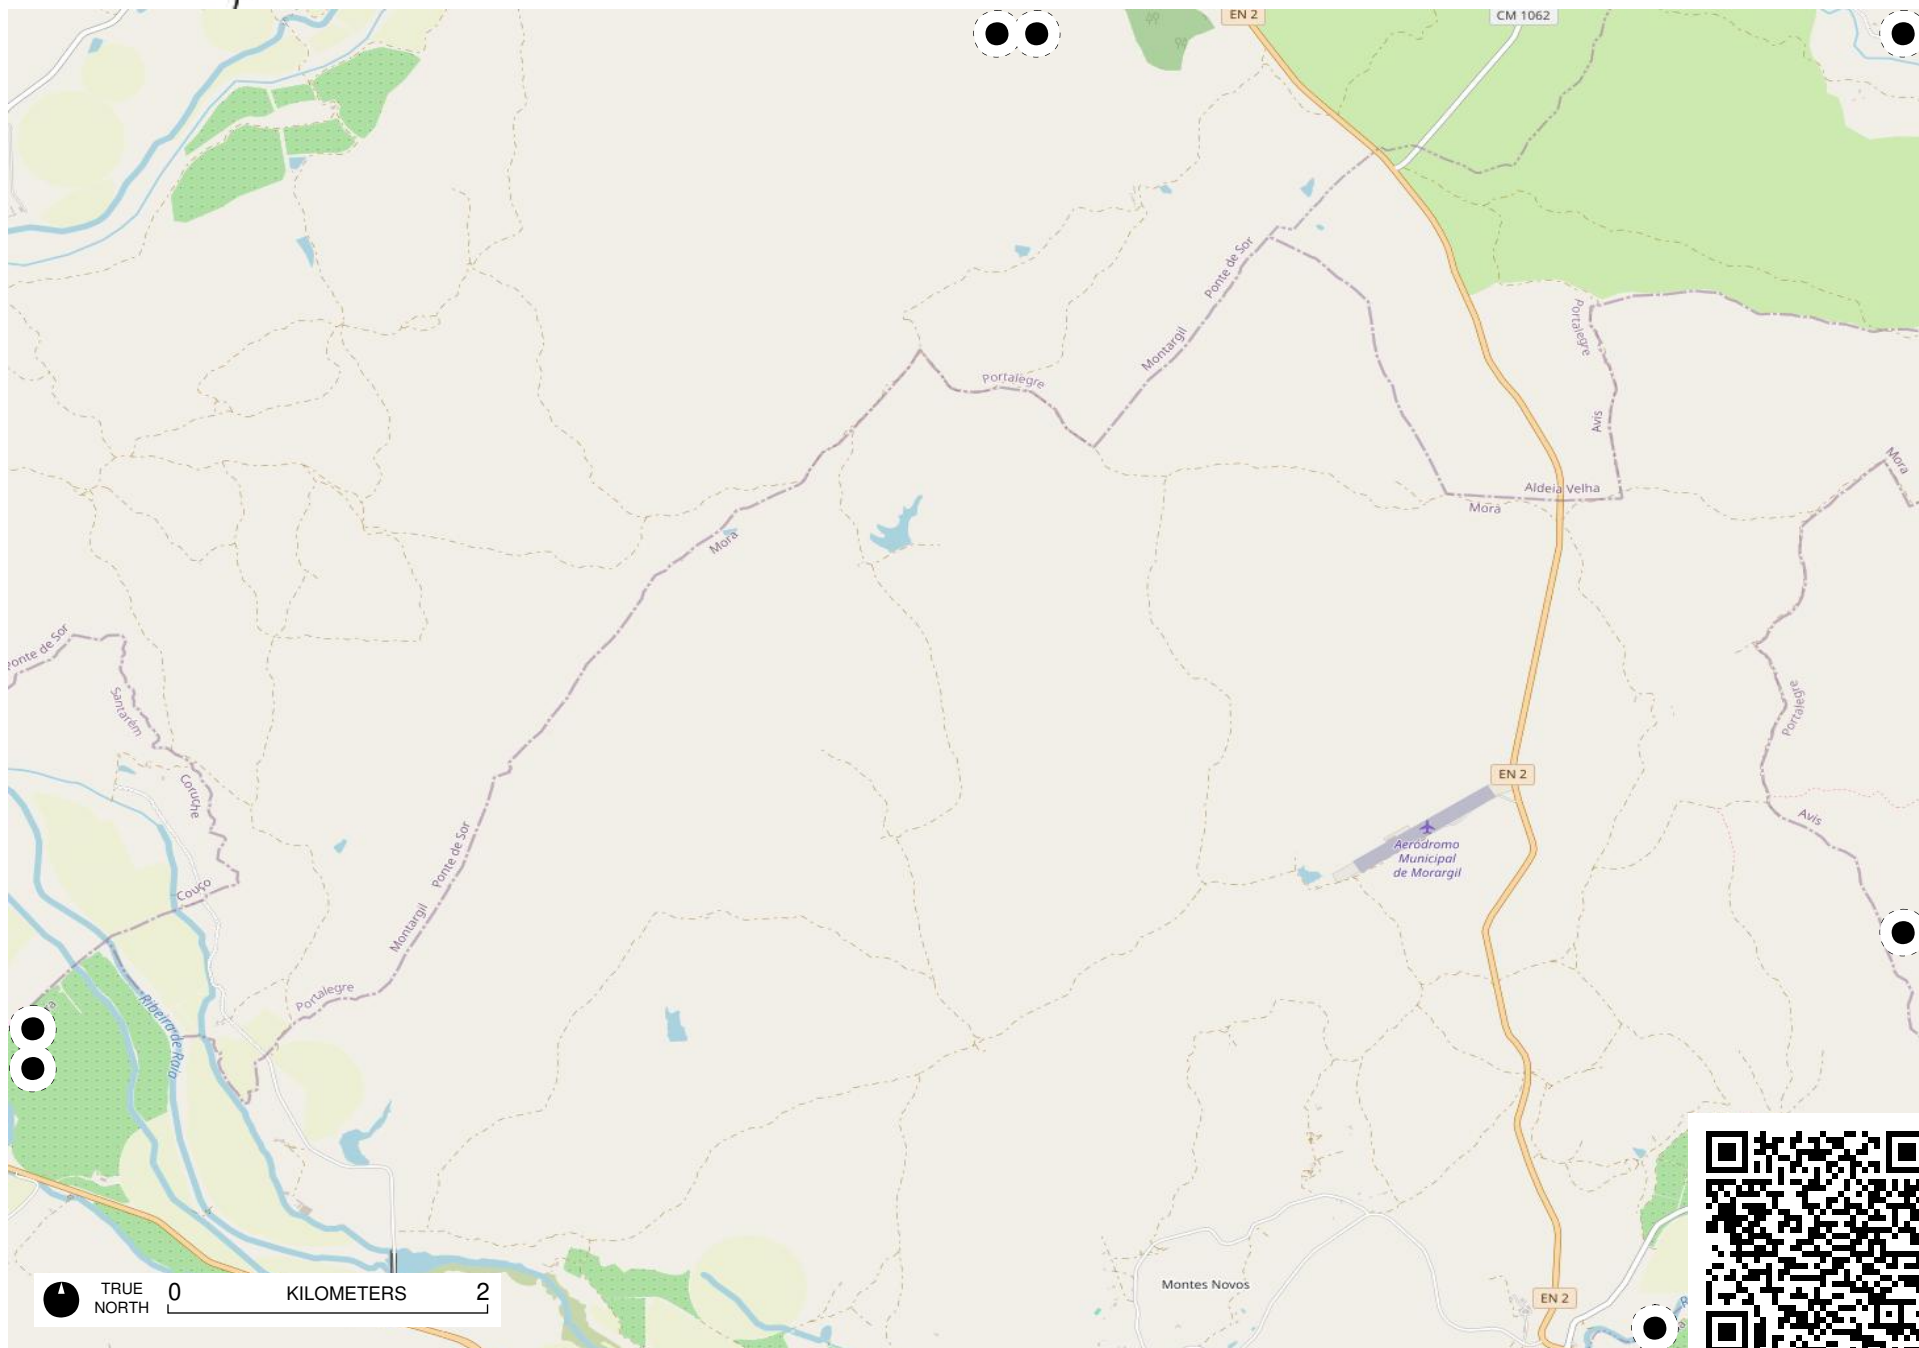 EN 2
CM 1062
Ponte de Sor
Montargil
Portalegre
Portalegre
Avis
Aldeia Velha
Mora
Mora
Mora
Ponte de Sor
Santarém
Coruche
Couço
Ponte de Sor
Montargil
Portalegre
Portalegre
Avis
EN 2
Aeródromo
Municipal
de Morargil
Ribeira de Raia
Montes Novos
EN 2
TRUE
NORTH
0 KILOMETERS 2